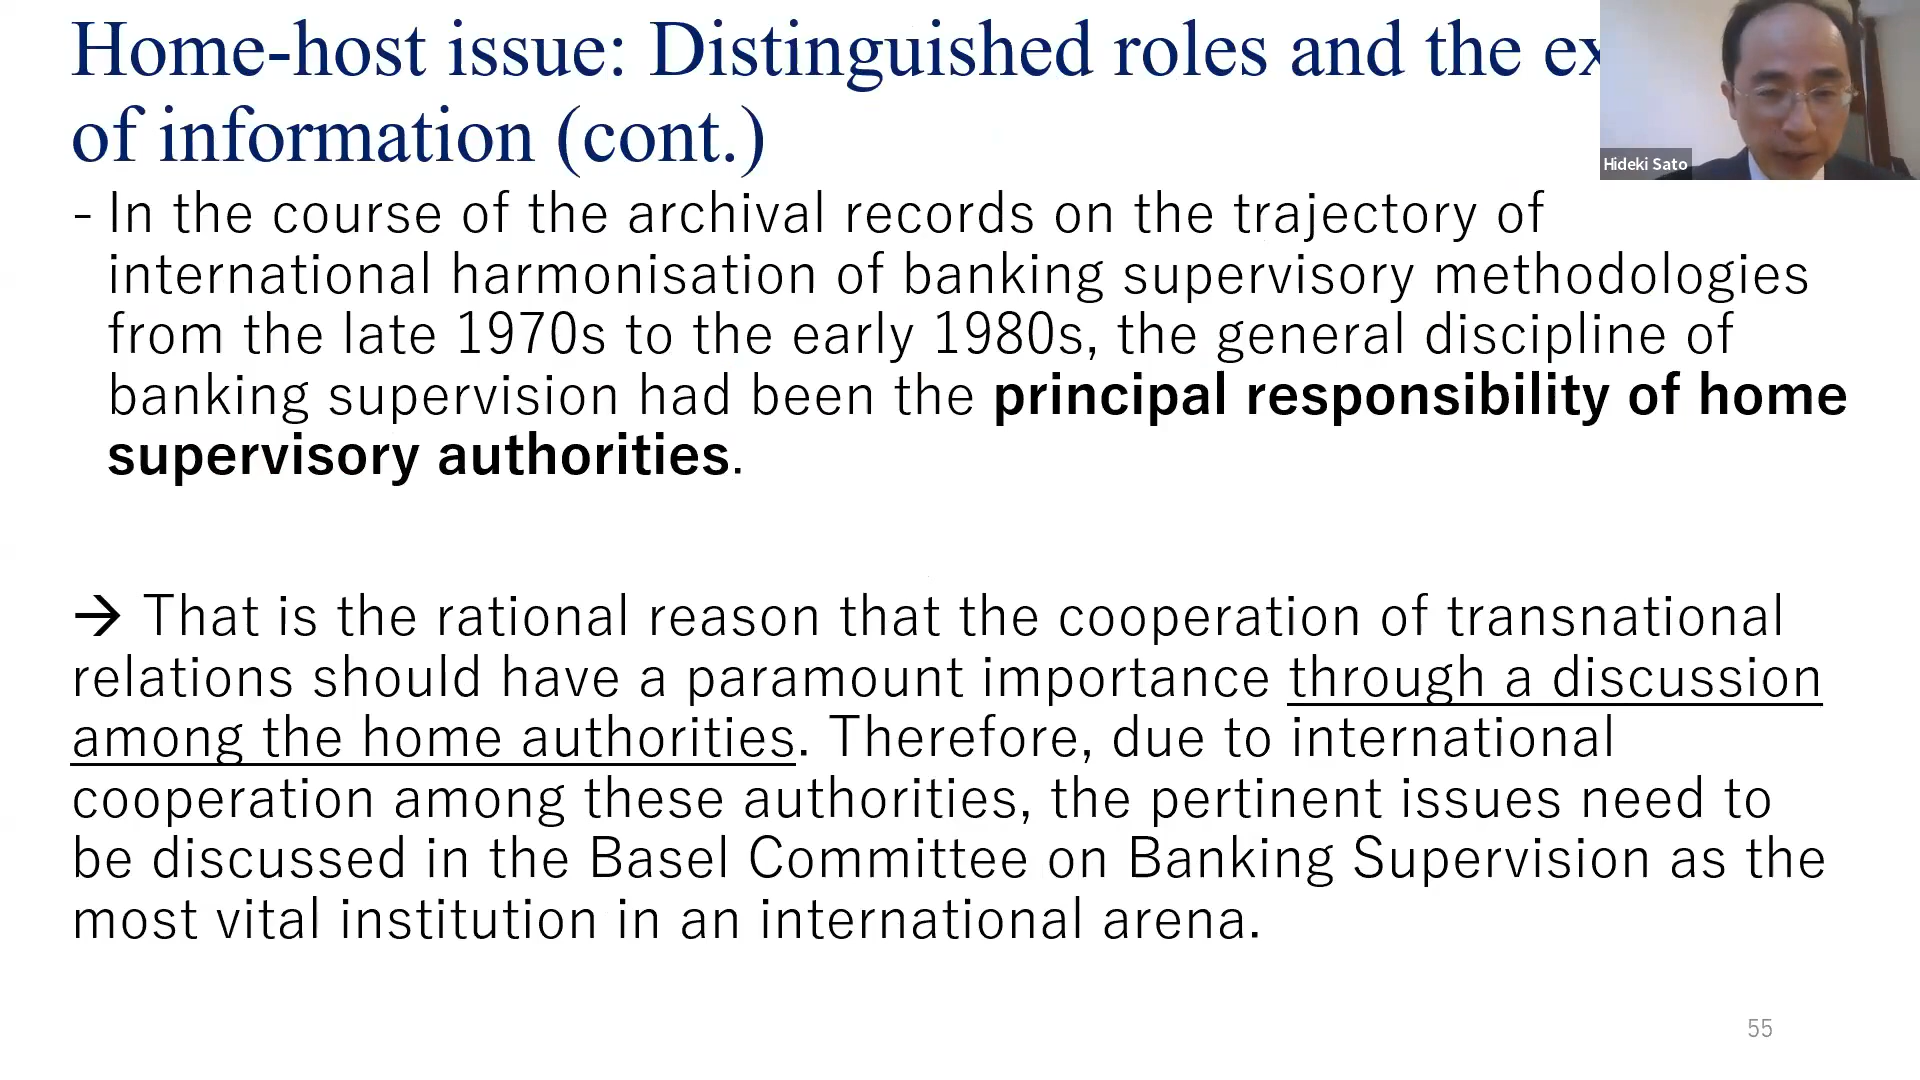 Home-host issue: Distinguished roles and the
of information (cont.)
Hideki Sato
- In the course of the archival records on the trajectory of
international harmonisation of banking supervisory methodologies
from the late 1970s to the early 1980s, the general discipline of
banking supervision had been the principal responsibility of home
supervisory authorities.
→ That is the rational reason that the cooperation of transnational
relations should have a paramount importance through a discussion
among the home authorities. Therefore, due to international
cooperation among these authorities, the pertinent issues need to
be discussed in the Basel Committee on Banking Supervision as the
most vital institution in an international arena.
55